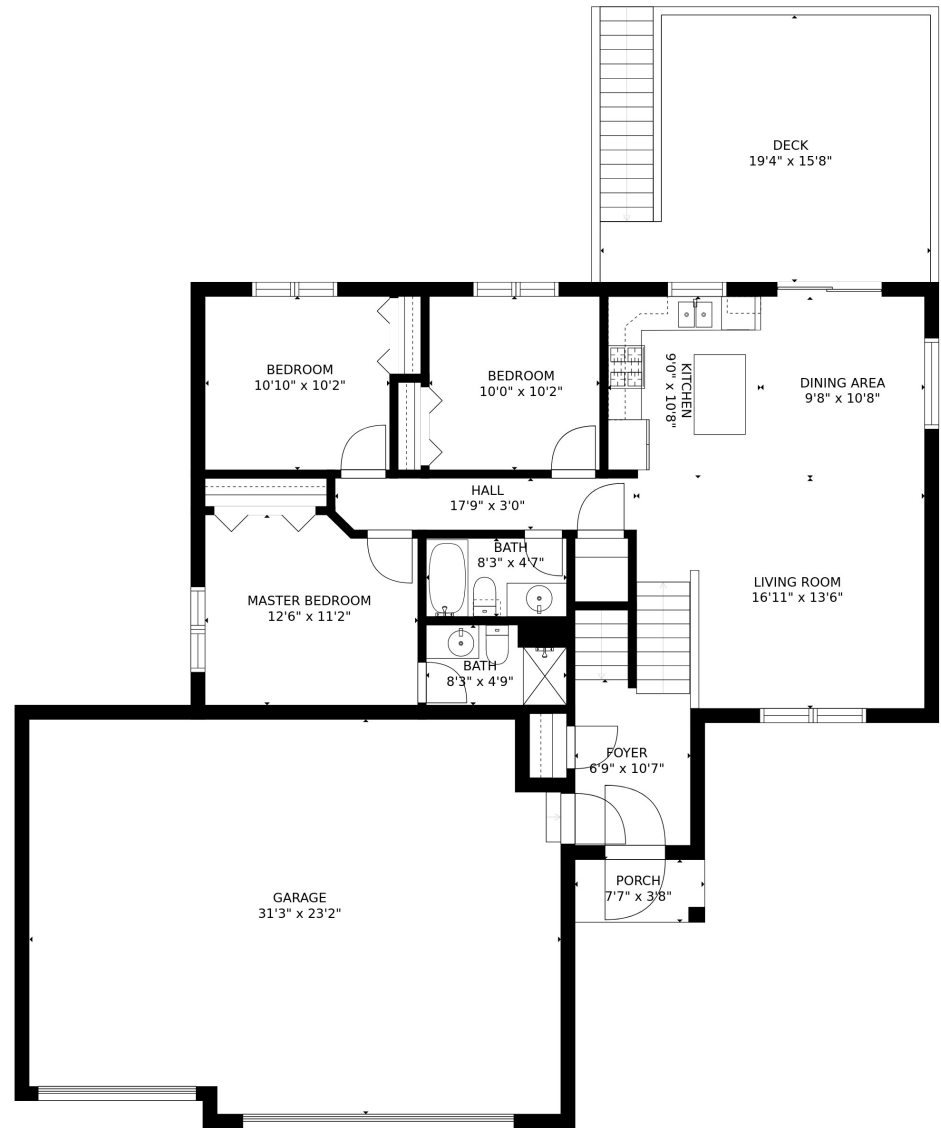 DECK
19'4" x 15'8"
BEDROOM
10'10" x 10'2"
BEDROOM
10'0" x 10'2"
KITCHEN
9'0" x 10'8"
DINING AREA
9'8" x 10'8"
HALL
17'9" x 3'0"
BATH
8'3" x 4'7"
LIVING ROOM
16'11" x 13'6"
MASTER BEDROOM
12'6" x 11'2"
BATH
8'3" x 4'9"
FOYER
6'9" x 10'7"
PORCH
7'7" x 3'8"
GARAGE
31'3" x 23'2"